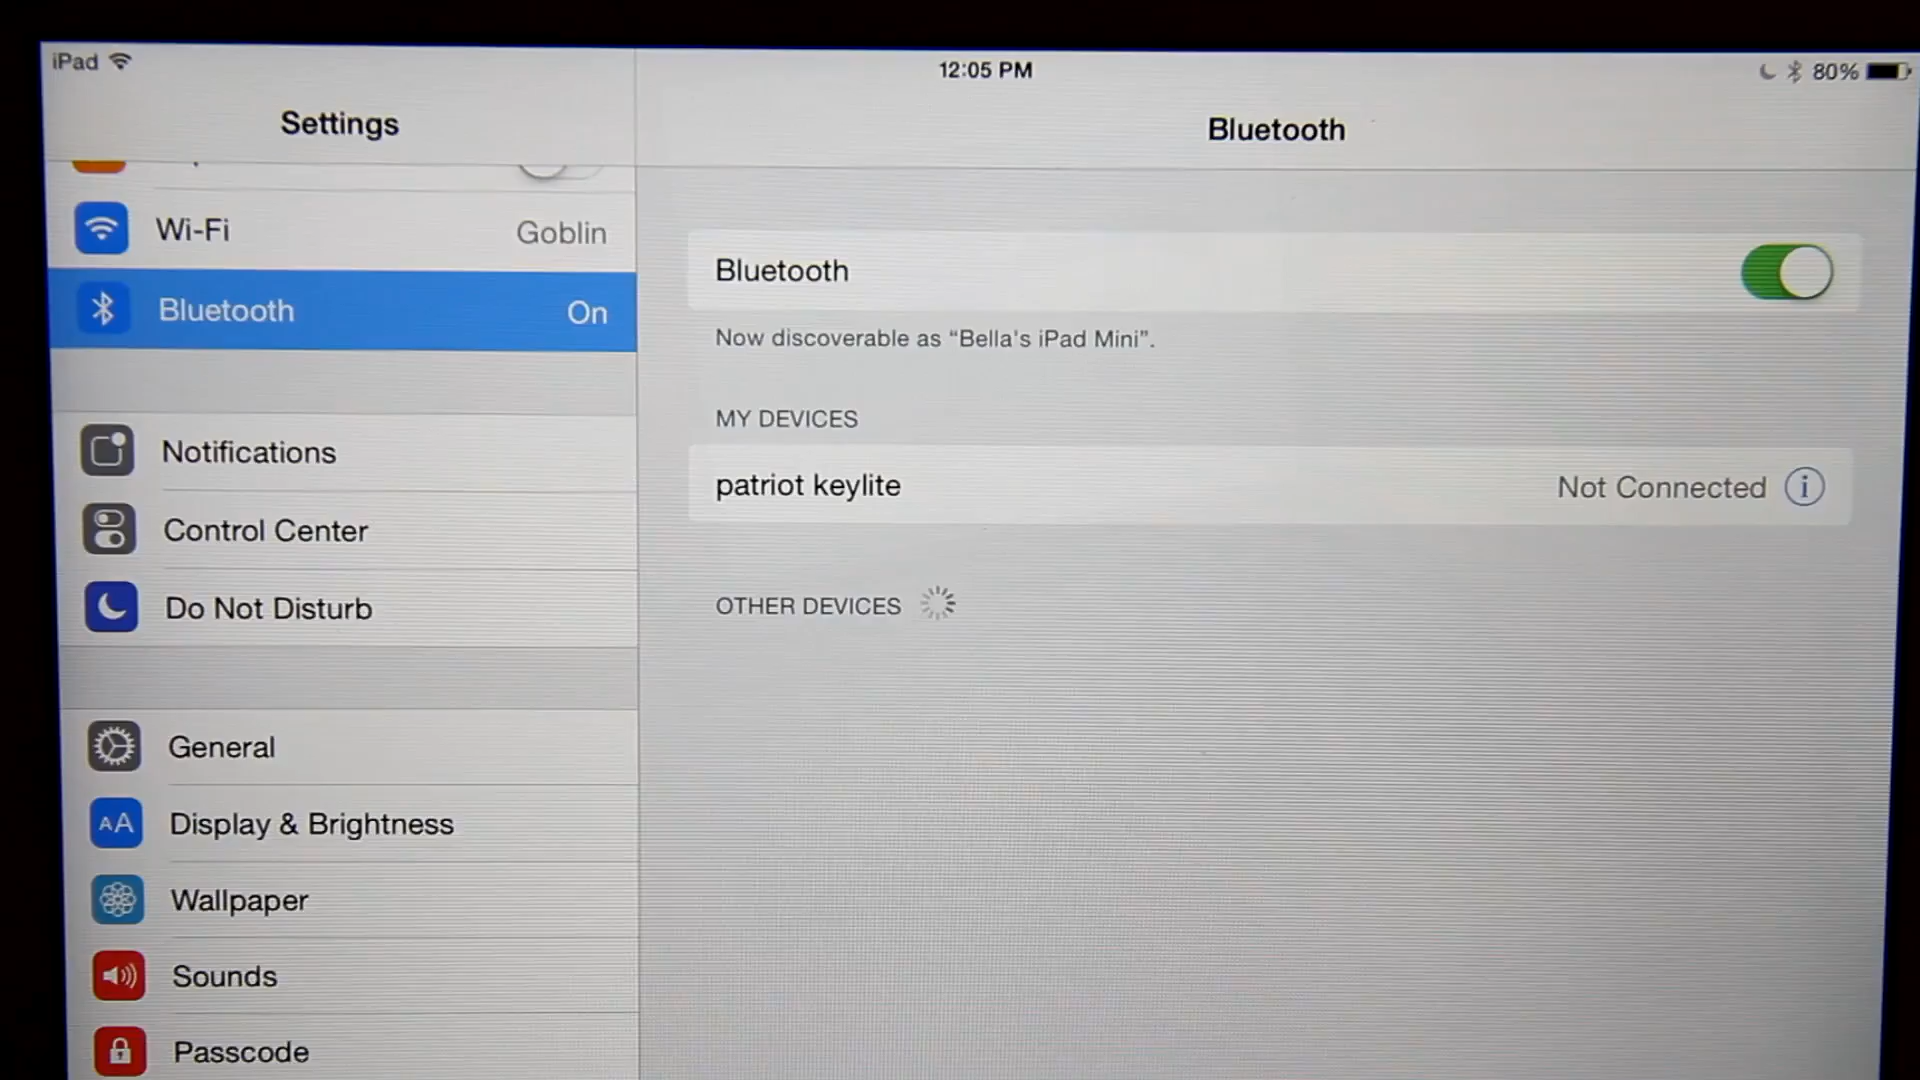 iPad
12:05 PM
80%
Settings
Bluetooth
Wi-Fi
Goblin
Bluetooth
On
Notifications
Control Center
Do Not Disturb
General
AA
Display & Brightness
Wallpaper
Sounds
Passcode
Bluetooth
Now discoverable as “Bella's iPad Mini”.
MY DEVICES
patriot keylite
Not Connected
i
OTHER DEVICES